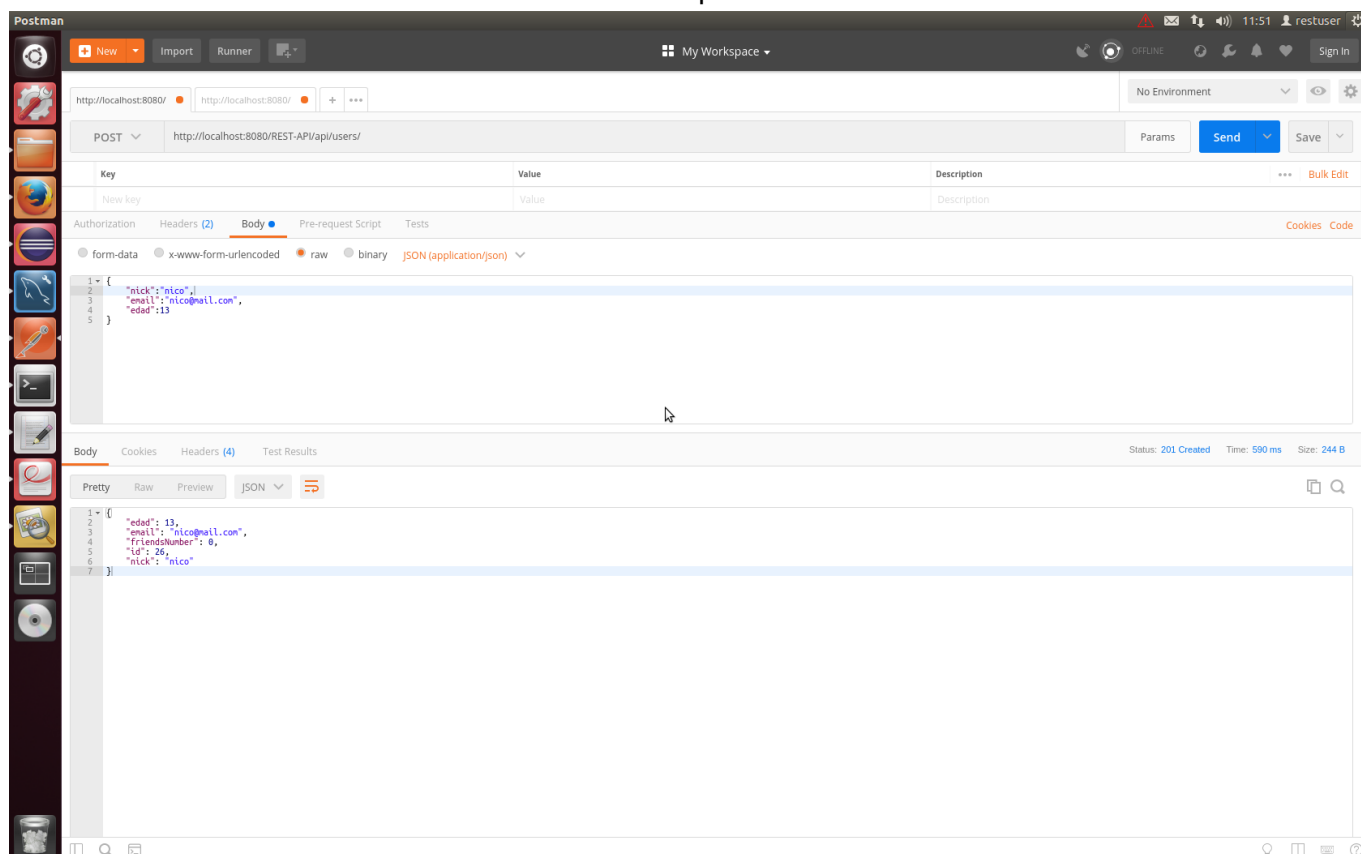 Postman
11:51 restuser
New Import Runner My Workspace OFFLINE Sign In
http://localhost:8080/ http://localhost:8080/ + No Environment
POST http://localhost:8080/REST-API/api/users/ Params Send Save
Key Value Description Bulk Edit
New key Value Description
Authorization Headers (2) Body Pre-request Script Tests Cookies Code
form-data x-www-form-urlencoded raw binary JSON (application/json)
1 {
2 "nick":"nico",
3 "email":"nico@mail.com",
4 "edad":13
5 }
Body Cookies Headers (4) Test Results Status: 201 Created Time: 590 ms Size: 244 B
Pretty Raw Preview JSON
1 {
2 "edad": 13,
3 "email": "nico@mail.com",
4 "friendsNumber": 0,
5 "id": 26,
6 "nick": "nico"
7 }